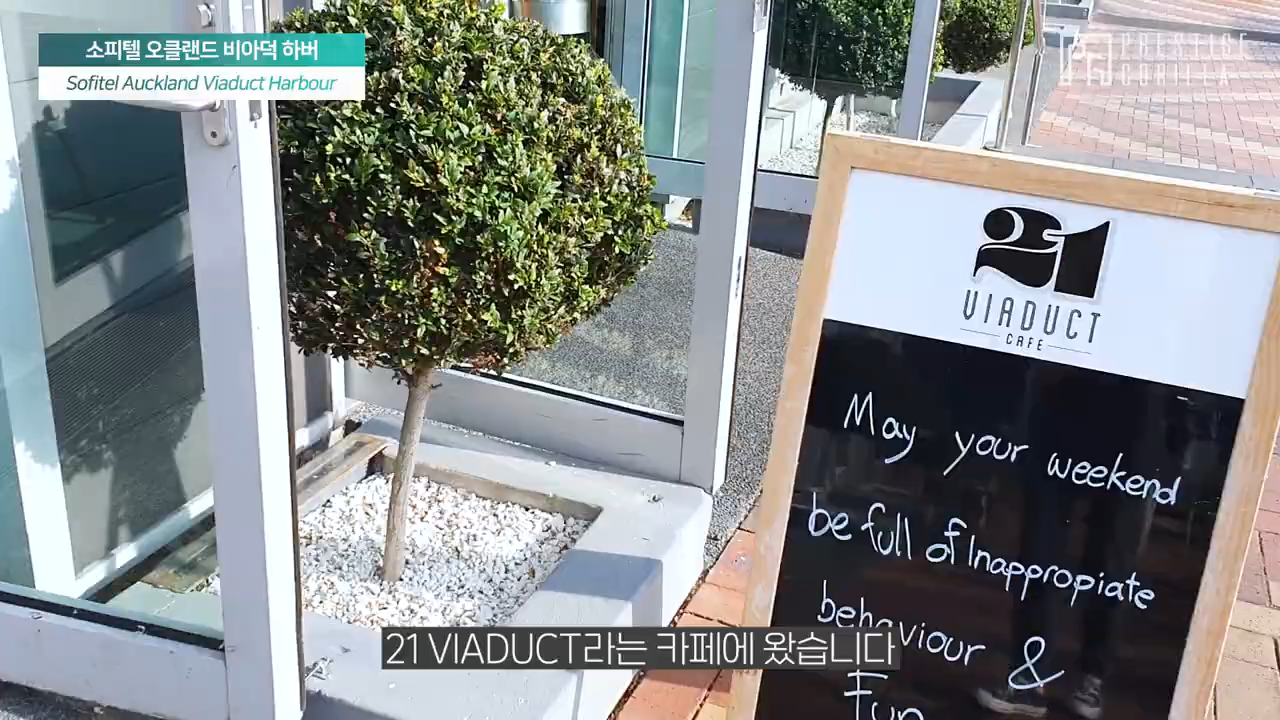 소피텔 오클랜드 비아덕 하버
Sofitel Auckland Viaduct Harbour
PRESTIGE
GORILLA
21
VIADUCT
CAFE
May your weekend
be full of Inappropiate
behaviour &
Fun
21 VIADUCT라는 카페에 왔습니다